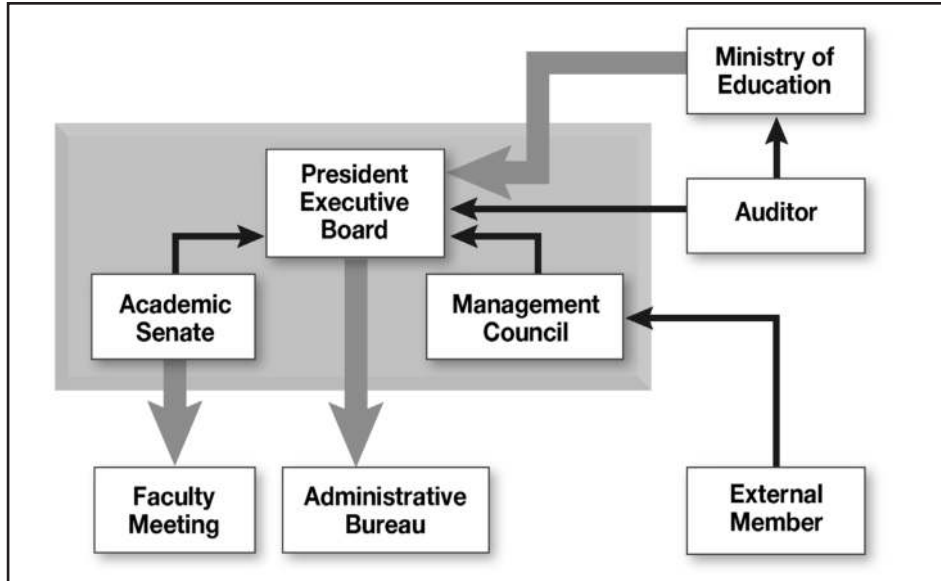 Ministry of
Education
President
Executive
Board
Auditor
Academic
Senate
Management
Council
Faculty
Meeting
Administrative
Bureau
External
Member